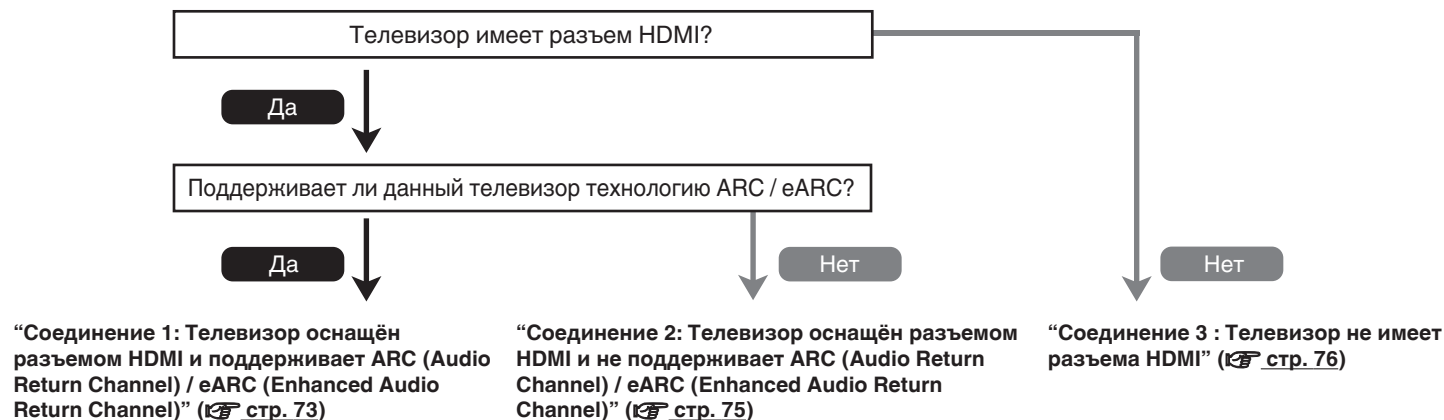 Телевизор имеет разъем HDMI?
Да
Поддерживает ли данный телевизор технологию ARC / eARC?
Да
Нет
Нет
“Соединение 1: Телевизор оснащён
разъемом HDMI и поддерживает ARC (Audio
Return Channel) / eARC (Enhanced Audio
Return Channel)” (стр. 73)
“Соединение 2: Телевизор оснащён разъемом
HDMI и не поддерживает ARC (Audio Return
Channel) / eARC (Enhanced Audio Return
Channel)” (стр. 75)
“Соединение 3 : Телевизор не имеет
разъема HDMI” (стр. 76)